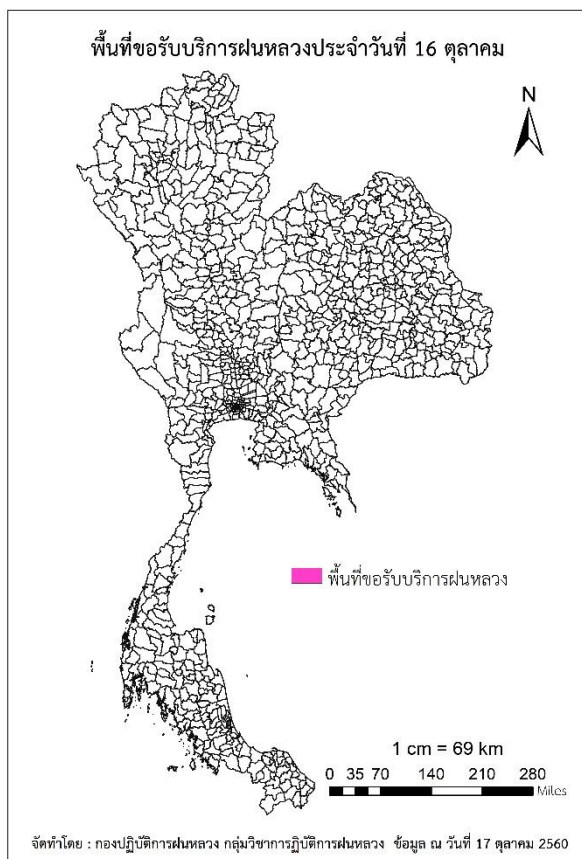 พื้นที่ขอรับบริการฝนหลวงประจำวันที่ 16 ตุลาคม
N
พื้นที่ขอรับบริการฝนหลวง
1 cm = 69 km
0 35 70 140 210 280
Miles
จัดทำโดย : กองปฏิบัติการฝนหลวง กลุ่มวิชาการปฏิบัติการฝนหลวง ข้อมูล ณ วันที่ 17 ตุลาคม 2560